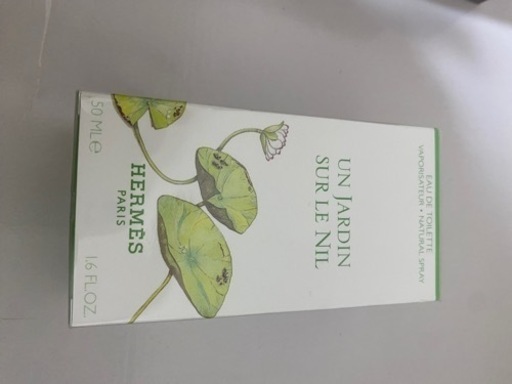 EAU DE TOILETTE
VAPORISATEUR • NATURAL SPRAY
UN JARDIN
SUR LE NIL
HERMÈS
PARIS
50 ML e 1.6 FL.OZ.